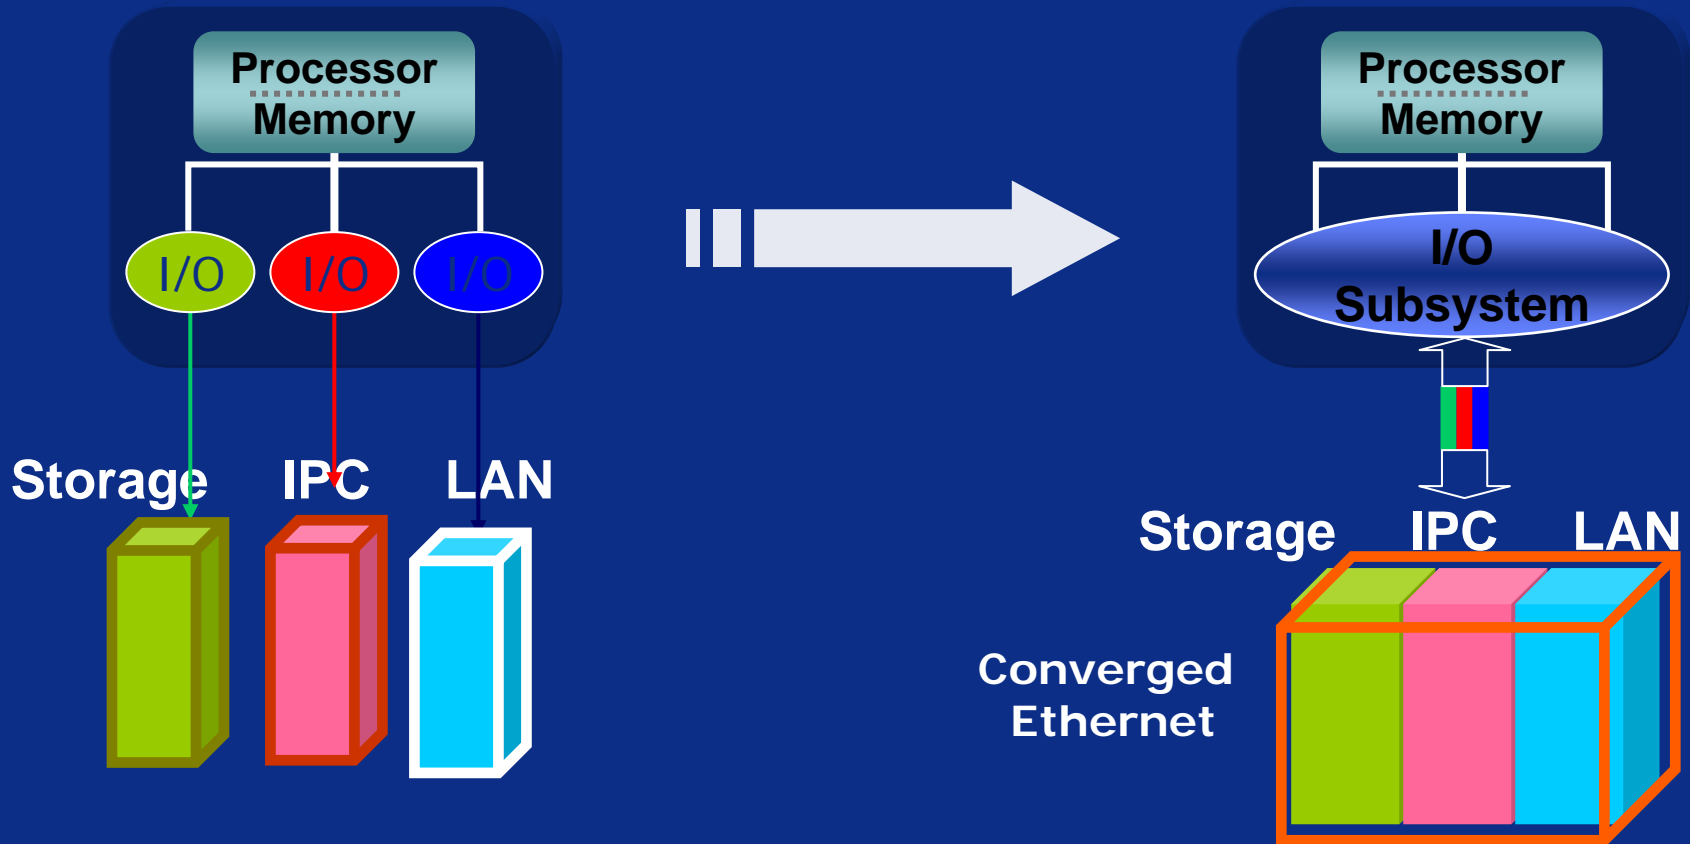 Processor
Memory
I/O
I/O
I/O
Storage
IPC
LAN
Processor
Memory
I/O
Subsystem
Storage
IPC
LAN
Converged
Ethernet